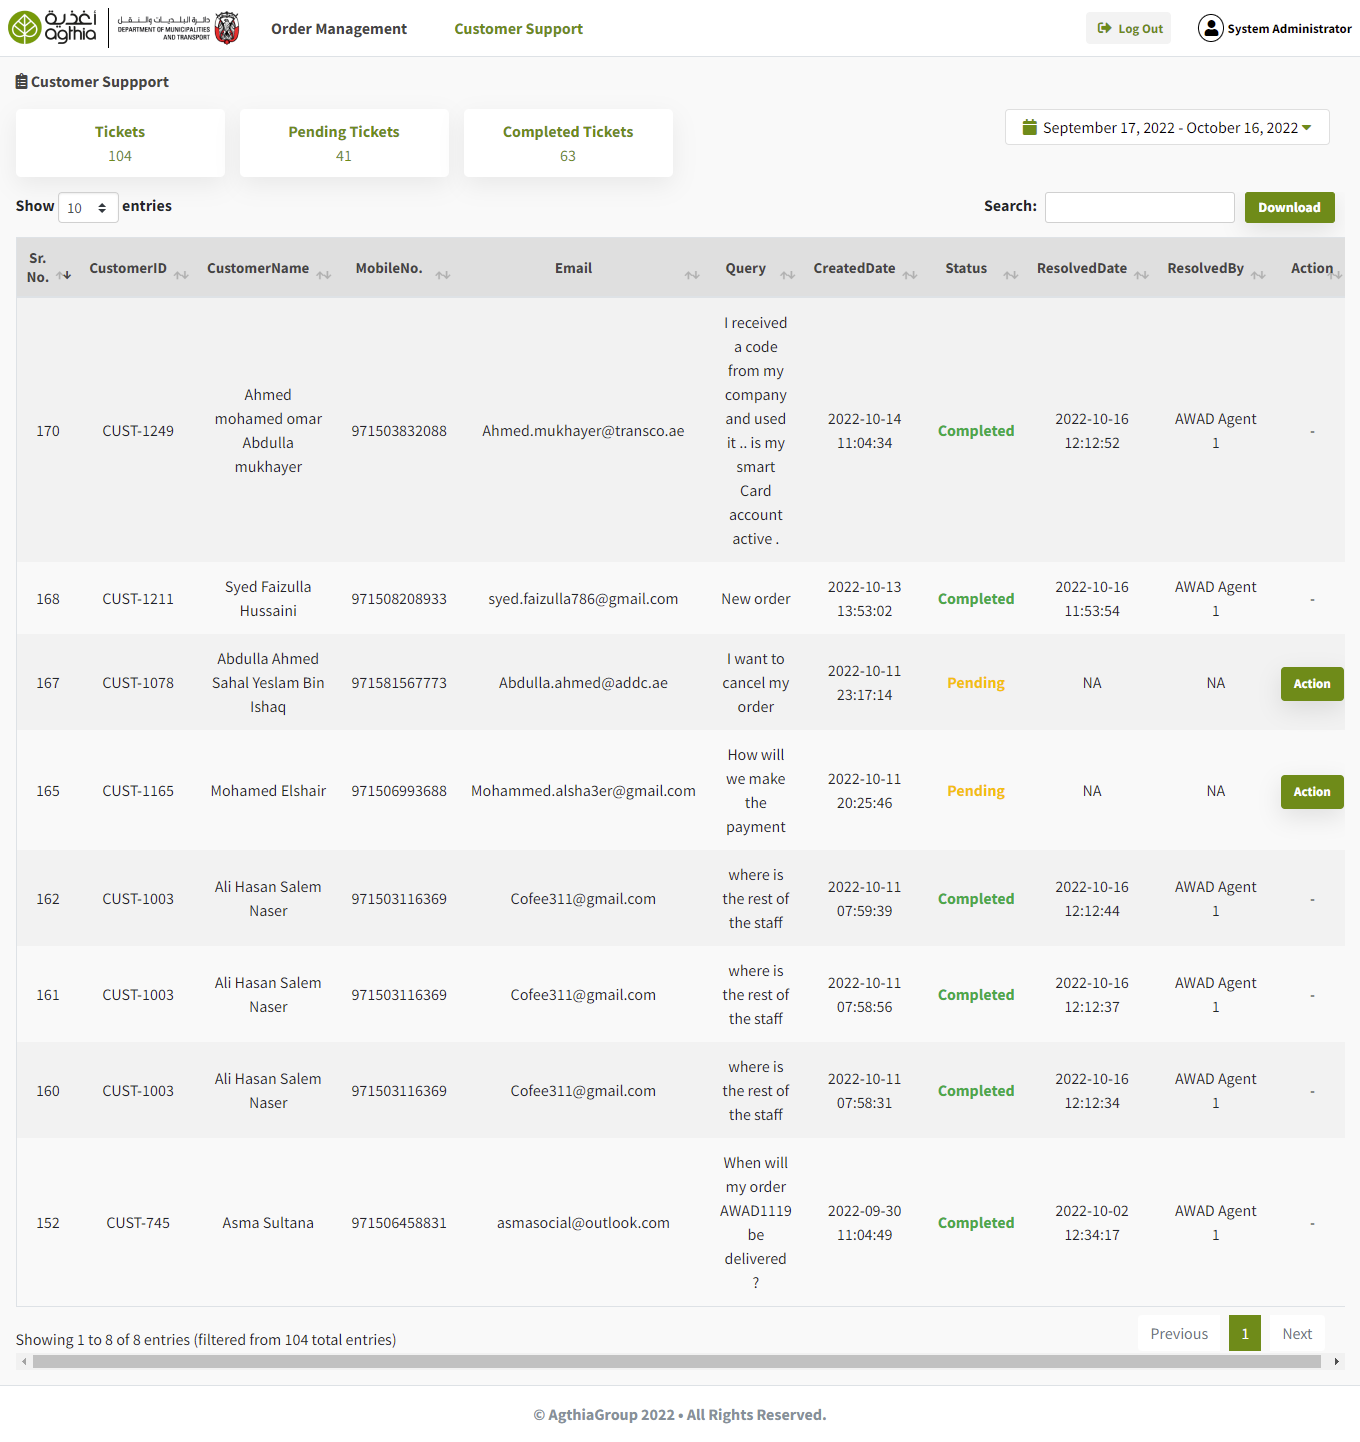 أغذية
agthia
دائرة البلديـــات والنـــقـــل
DEPARTMENT OF MUNICIPALITIES
AND TRANSPORT
Order Management
Customer Support
Log Out
System Administrator
Customer Suppport
Tickets
104
Pending Tickets
41
Completed Tickets
63
September 17, 2022 - October 16, 2022
Show 10 entries
Search:
Download
Sr. No. CustomerID CustomerName MobileNo. Email Query CreatedDate Status ResolvedDate ResolvedBy Action
170 CUST-1249 Ahmed mohamed omar Abdulla mukhayer 971503832088 Ahmed.mukhayer@transco.ae I received a code from my company and used it .. is my smart Card account active . 2022-10-14 11:04:34 Completed 2022-10-16 12:12:52 AWAD Agent 1 -
168 CUST-1211 Syed Faizulla Hussaini 971508208933 syed.faizulla786@gmail.com New order 2022-10-13 13:53:02 Completed 2022-10-16 11:53:54 AWAD Agent 1 -
167 CUST-1078 Abdulla Ahmed Sahal Yeslam Bin Ishaq 971581567773 Abdulla.ahmed@addc.ae I want to cancel my order 2022-10-11 23:17:14 Pending NA NA Action
165 CUST-1165 Mohamed Elshair 971506993688 Mohammed.alsha3er@gmail.com How will we make the payment 2022-10-11 20:25:46 Pending NA NA Action
162 CUST-1003 Ali Hasan Salem Naser 971503116369 Cofee311@gmail.com where is the rest of the staff 2022-10-11 07:59:39 Completed 2022-10-16 12:12:44 AWAD Agent 1 -
161 CUST-1003 Ali Hasan Salem Naser 971503116369 Cofee311@gmail.com where is the rest of the staff 2022-10-11 07:58:56 Completed 2022-10-16 12:12:37 AWAD Agent 1 -
160 CUST-1003 Ali Hasan Salem Naser 971503116369 Cofee311@gmail.com where is the rest of the staff 2022-10-11 07:58:31 Completed 2022-10-16 12:12:34 AWAD Agent 1 -
152 CUST-745 Asma Sultana 971506458831 asmasocial@outlook.com When will my order AWAD1119 be delivered ? 2022-09-30 11:04:49 Completed 2022-10-02 12:34:17 AWAD Agent 1 -
Showing 1 to 8 of 8 entries (filtered from 104 total entries)
Previous 1 Next
© AgthiaGroup 2022 • All Rights Reserved.